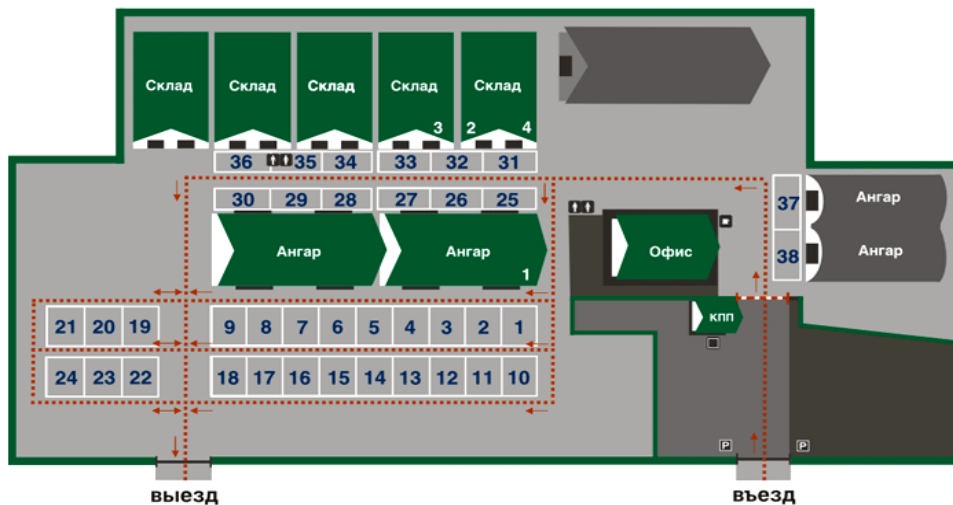 Склад Склад Склад Склад Склад
3 2 4
36 35 34 33 32 31
30 29 28 27 26 25
37 Ангар
Ангар Ангар Офис 38 Ангар
1
КПП
21 20 19 9 8 7 6 5 4 3 2 1
24 23 22 18 17 16 15 14 13 12 11 10
P P
выезд въезд